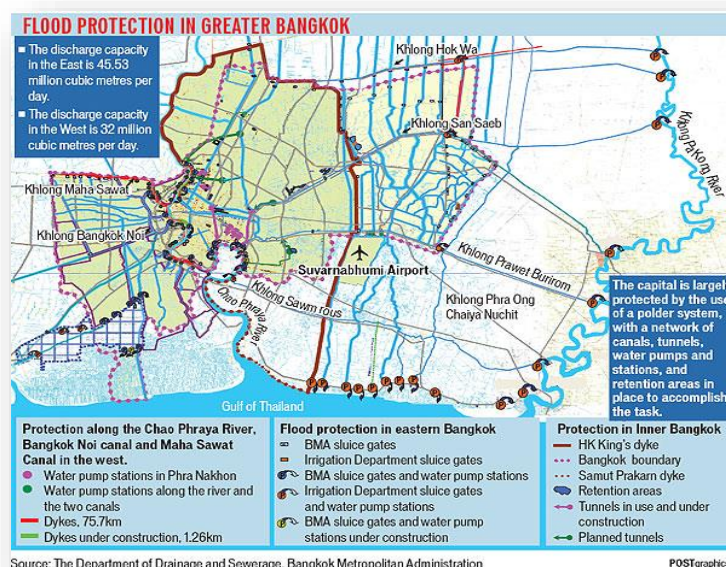 FLOOD PROTECTION IN GREATER BANGKOK
■ The discharge capacity
in the East is 45.53
million cubic metres per
day.
■ The discharge capacity
in the West is 32 million
cubic metres per day.
Khlong Hok Wa
Khlong San Saeb
Khlong Maha Sawat
Khlong Bangkok Noi
Suvarnabhumi Airport
Khlong Prawet Burirom
Khlong Phra Ong
Chaiya Nuchit
Khlong Sawm rous
Chao Phraya River
Gulf of Thailand
The capital is largel
protected by the use
of a polder system,
with a network of
canals, tunnels,
water pumps and
stations, and
retention areas in
place to accomplish
the task.
Protection along the Chao Phraya River,
Bangkok Noi canal and Maha Sawat
Canal in the west.
Water pump stations in Phra Nakhon
Water pump stations along the river and
the two canals
Dykes, 75.7km
Dykes under construction, 1.26km
Flood protection in eastern Bangkok
BMA sluice gates
Irrigation Department sluice gates
BMA sluice gates and water pump stations
Irrigation Department sluice gates
and water pump stations
BMA sluice gates and water pump
stations under construction
Protection in Inner Bangkok
HK King's dyke
Bangkok boundary
Samut Prakarn dyke
Retention areas
Tunnels in use and under
construction
Planned tunnels
Source: The Department of Drainage and Sewerage, Bangkok Metropolitan Administration
POSTgraphic